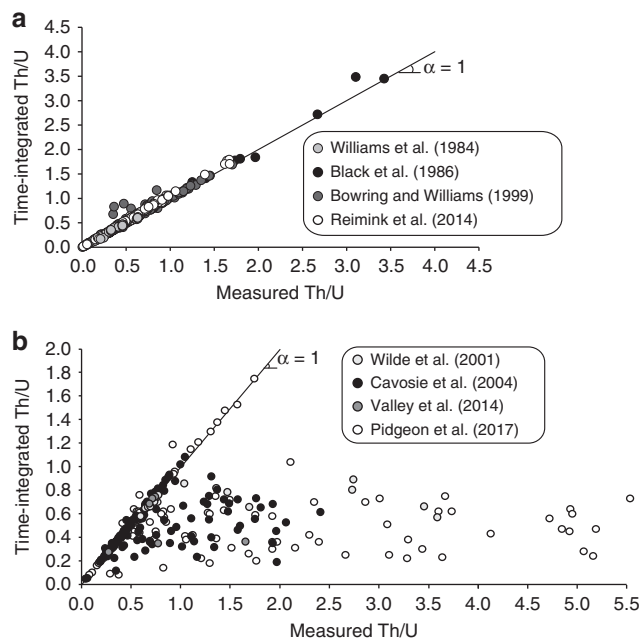 a
Time-integrated Th/U
4.5
4.0
3.5
3.0
2.5
2.0
1.5
1.0
0.5
0.0
α = 1
Williams et al. (1984)
Black et al. (1986)
Bowring and Williams (1999)
Reimink et al. (2014)
0.0 0.5 1.0 1.5 2.0 2.5 3.0 3.5 4.0 4.5
Measured Th/U
b
Time-integrated Th/U
2.0
1.8
1.6
1.4
1.2
1.0
0.8
0.6
0.4
0.2
0.0
α = 1
Wilde et al. (2001)
Cavosie et al. (2004)
Valley et al. (2014)
Pidgeon et al. (2017)
0.0 0.5 1.0 1.5 2.0 2.5 3.0 3.5 4.0 4.5 5.0 5.5
Measured Th/U